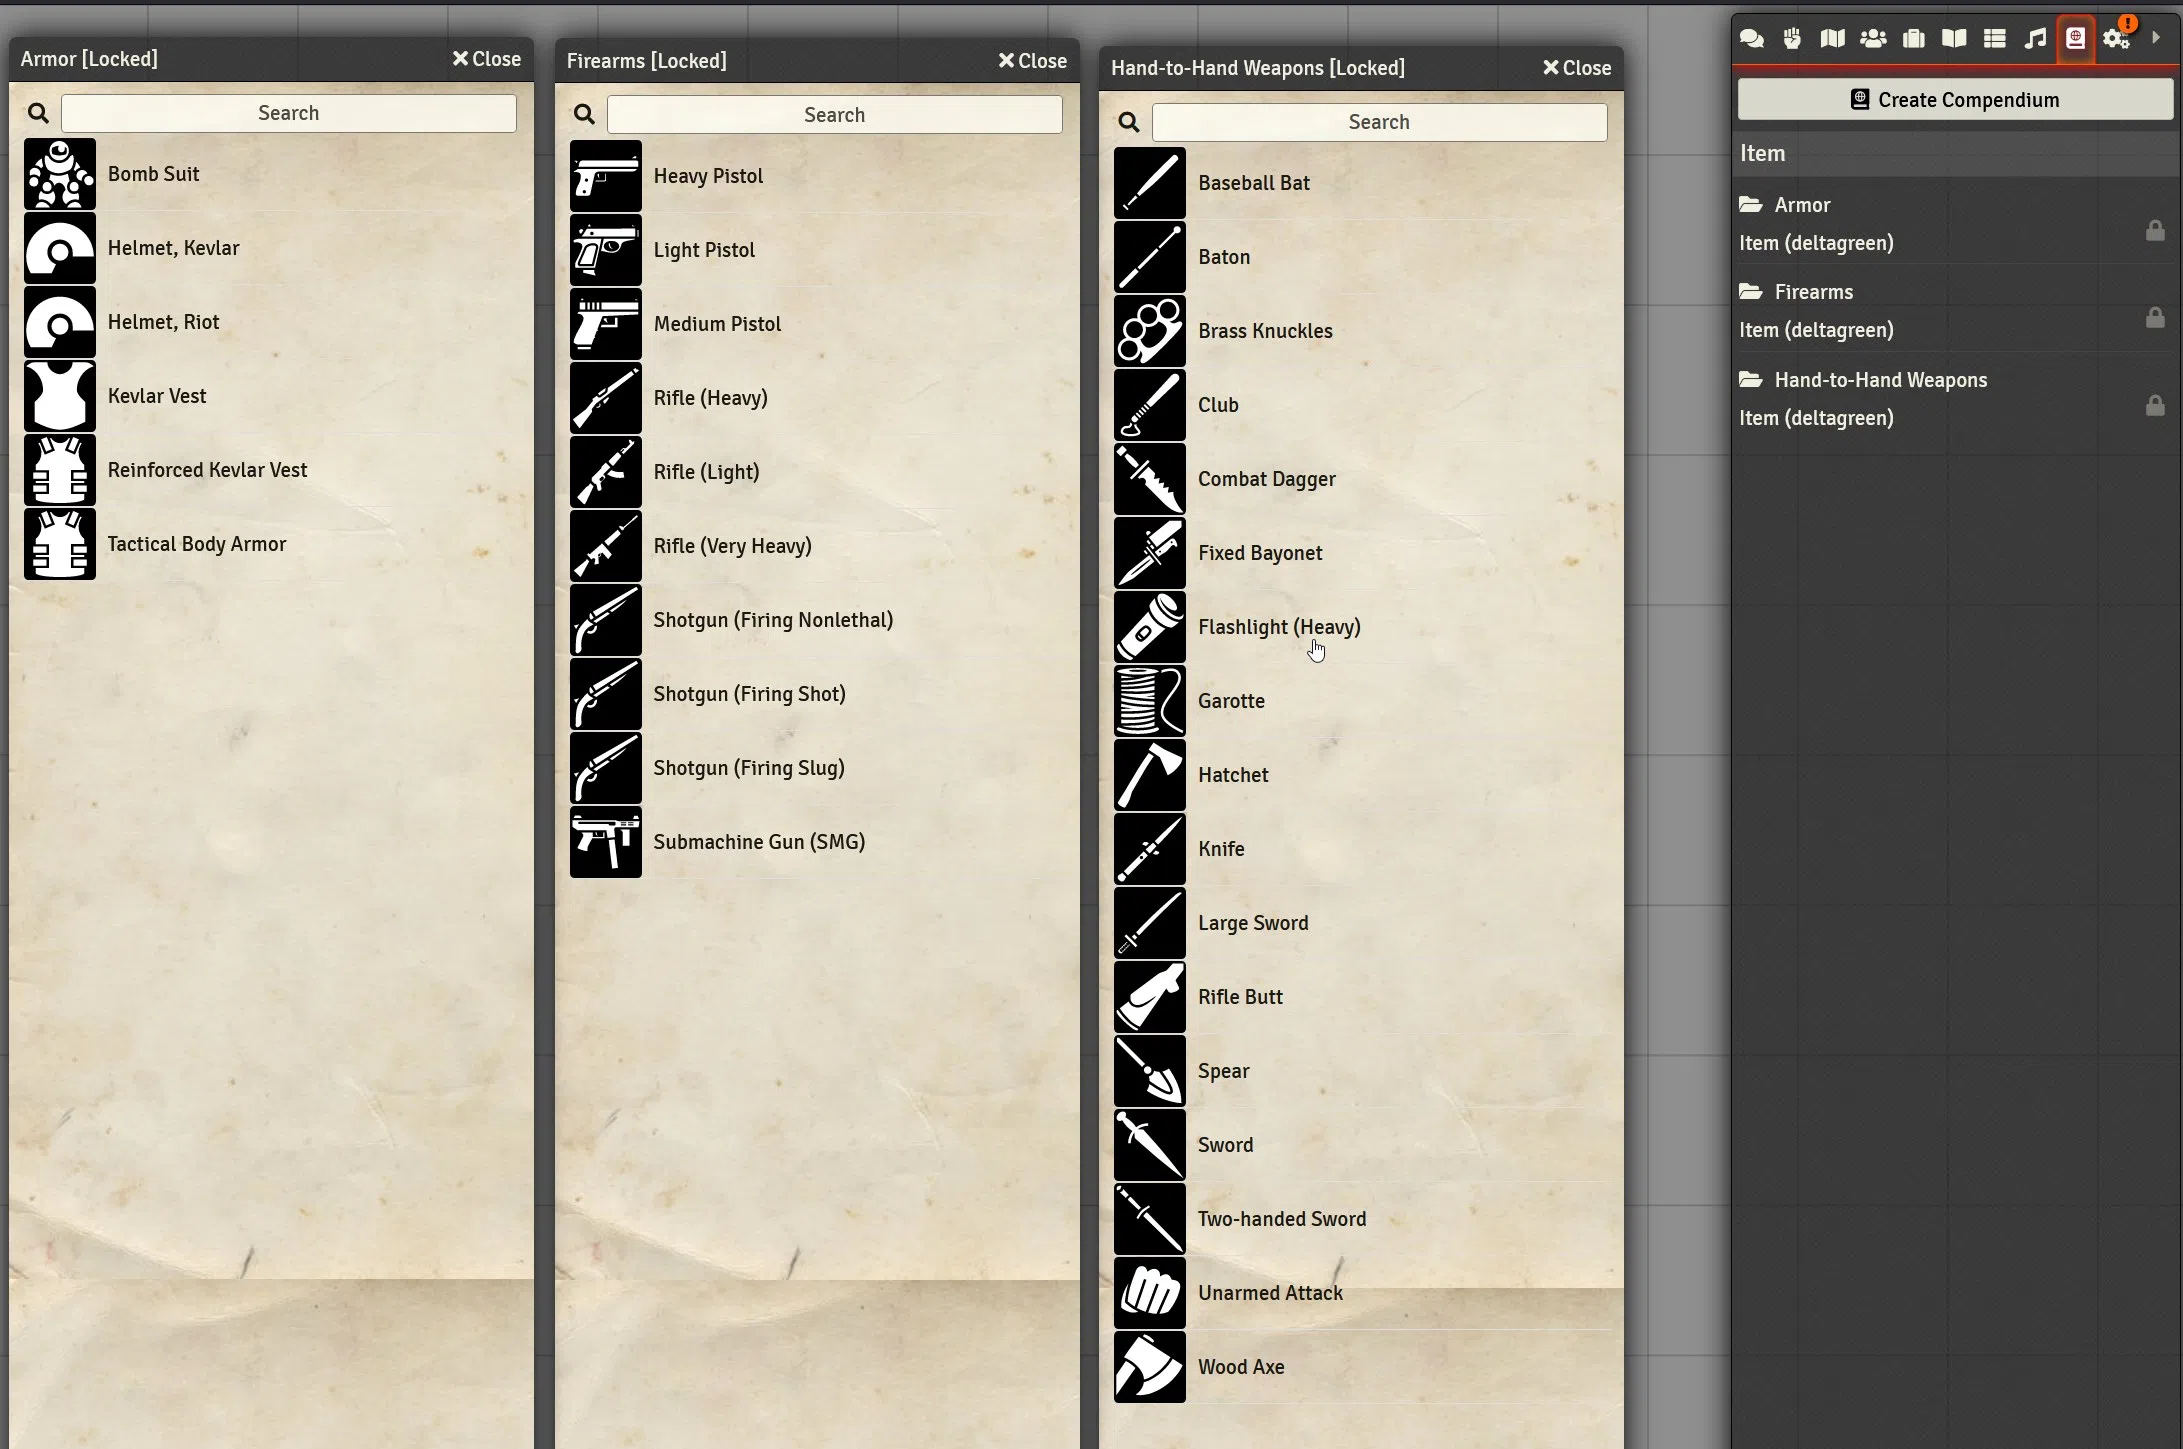 Armor [Locked]
Close
Search
Bomb Suit
Helmet, Kevlar
Helmet, Riot
Kevlar Vest
Reinforced Kevlar Vest
Tactical Body Armor
Firearms [Locked]
Close
Search
Heavy Pistol
Light Pistol
Medium Pistol
Rifle (Heavy)
Rifle (Light)
Rifle (Very Heavy)
Shotgun (Firing Nonlethal)
Shotgun (Firing Shot)
Shotgun (Firing Slug)
Submachine Gun (SMG)
Hand-to-Hand Weapons [Locked]
Close
Search
Baseball Bat
Baton
Brass Knuckles
Club
Combat Dagger
Fixed Bayonet
Flashlight (Heavy)
Garotte
Hatchet
Knife
Large Sword
Rifle Butt
Spear
Sword
Two-handed Sword
Unarmed Attack
Wood Axe
Create Compendium
Item
Armor
Item (deltagreen)
Firearms
Item (deltagreen)
Hand-to-Hand Weapons
Item (deltagreen)